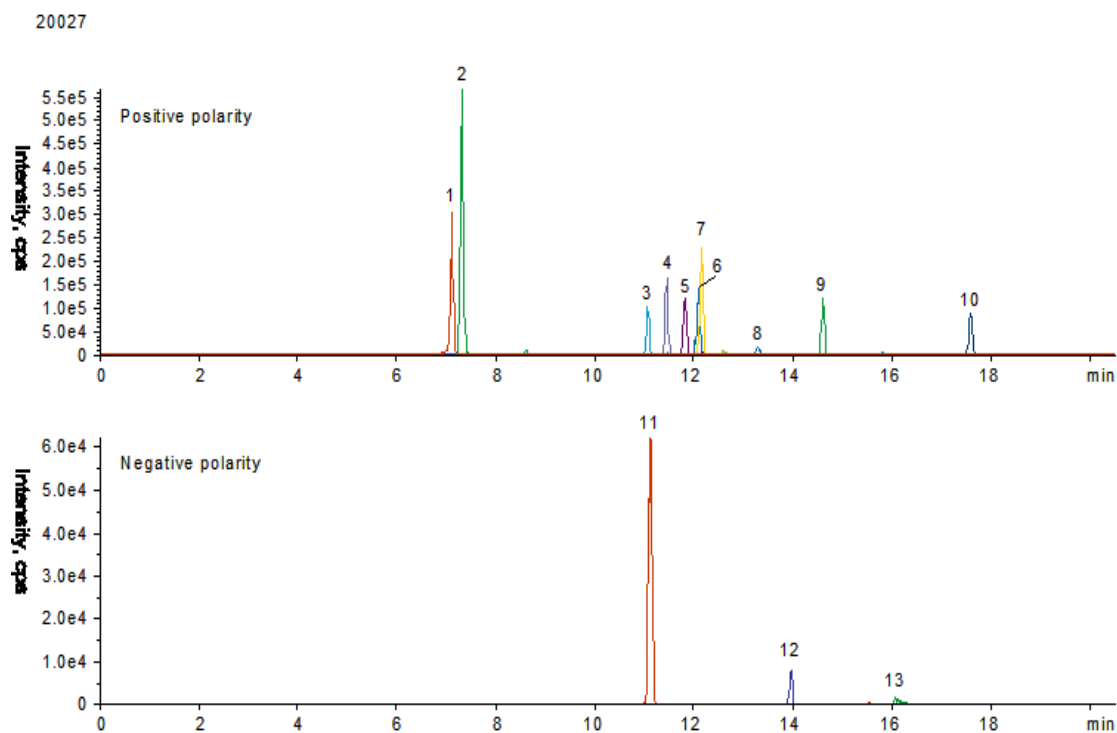 20027
2
5.5e5
Positive polarity
5.0e5
4.5e5
4.0e5
3.5e5
1
3.0e5
7
2.5e5
6
4
2.0e5
3
5
9
10
1.5e5
1.0e5
8
5.0e4
0
Intensity, cps
0 2 4 6 8 10 12 14 16 18 min
11
6.0e4
Negative polarity
5.0e4
4.0e4
3.0e4
2.0e4
12
1.0e4
13
0
Intensity, cps
0 2 4 6 8 10 12 14 16 18 min